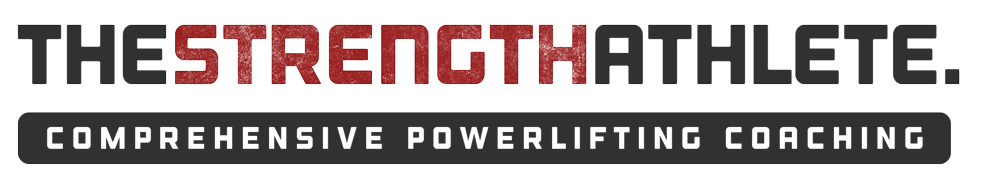 THESTRENGTHATHLETE.
COMPREHENSIVE POWERLIFTING COACHING